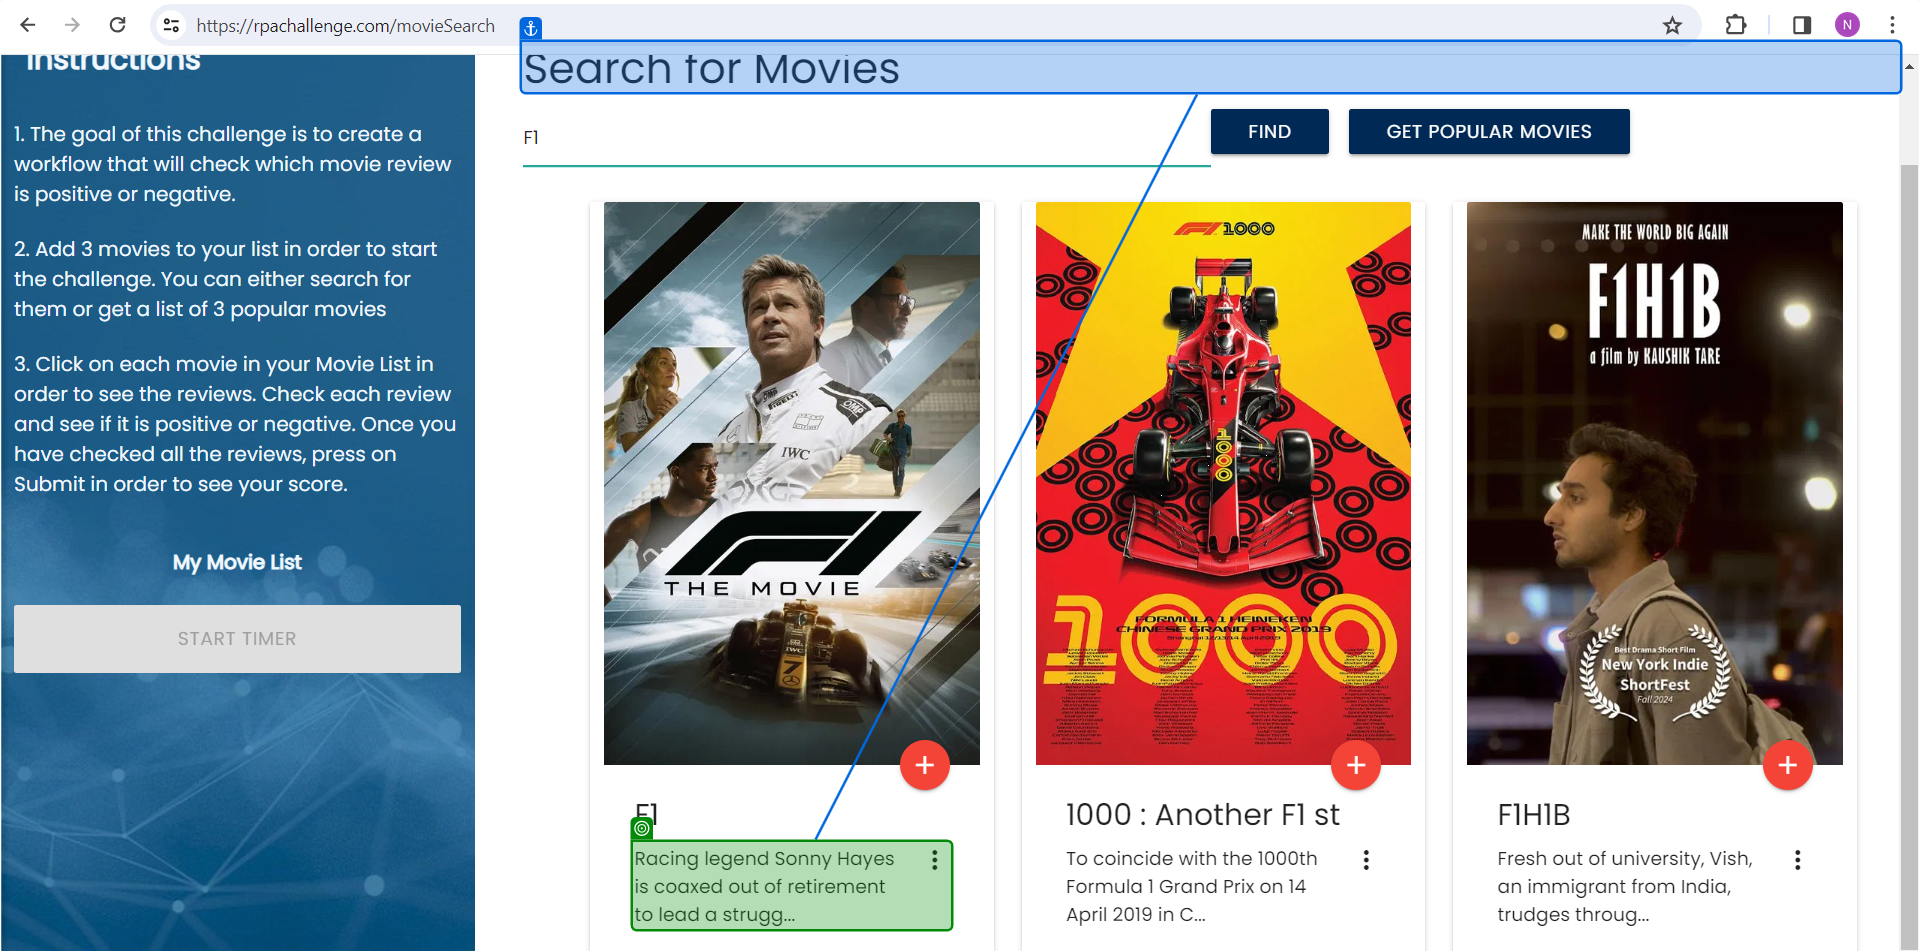 https://rpachallenge.com/movieSearch
N
Instructions
1. The goal of this challenge is to create a
workflow that will check which movie review
is positive or negative.
2. Add 3 movies to your list in order to start
the challenge. You can either search for
them or get a list of 3 popular movies
3. Click on each movie in your Movie List in
order to see the reviews. Check each review
and see if it is positive or negative. Once you
have checked all the reviews, press on
Submit in order to see your score.
My Movie List
START TIMER
Search for Movies
F1
FIND
GET POPULAR MOVIES
PIRELLI
OMP
IWC
F1
THE MOVIE
IWC
7
F1
Racing legend Sonny Hayes
is coaxed out of retirement
to lead a strugg...
F1 1000
1000
1000
FORMULA 1 HEINEKEN
CHINESE GRAND PRIX 2019
1000 : Another F1 st
To coincide with the 1000th
Formula 1 Grand Prix on 14
April 2019 in C...
MAKE THE WORLD BIG AGAIN
F1H1B
a film by KAUSHIK TARE
Best Drama Short Film
New York Indie
ShortFest
Fall 2024
F1H1B
Fresh out of university, Vish,
an immigrant from India,
trudges throug...